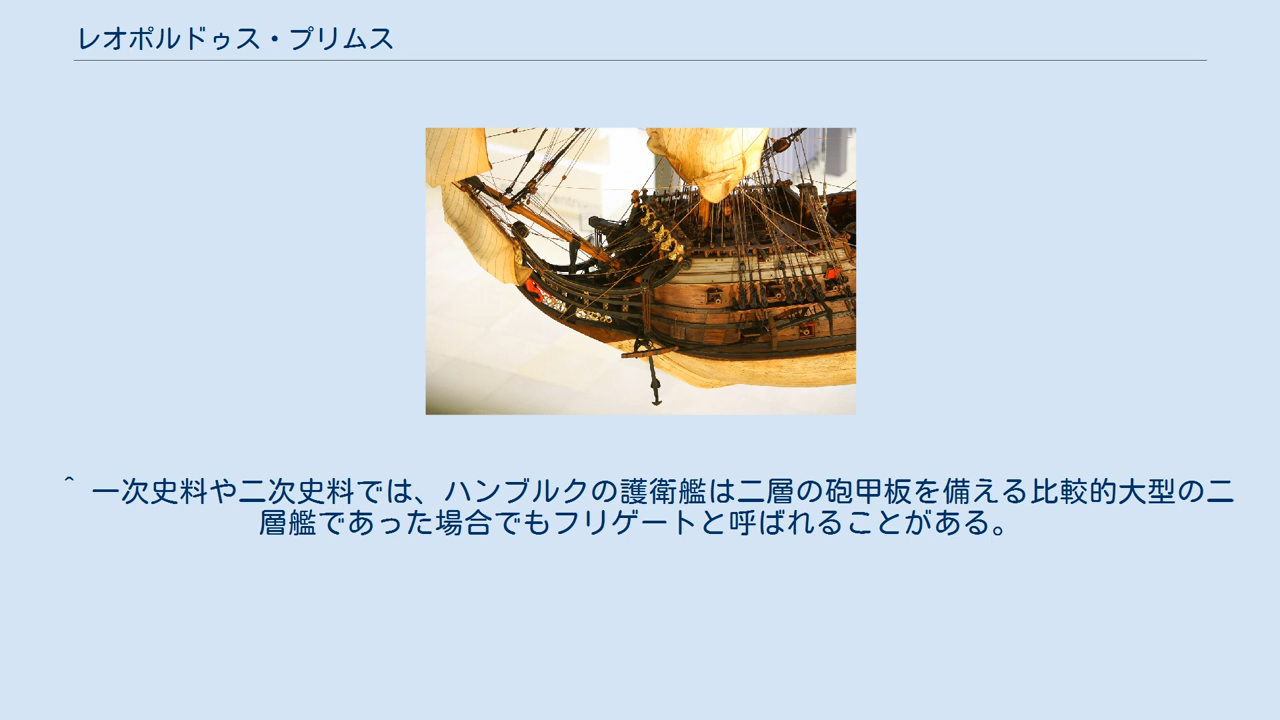 レオポルドゥス・プリムス
^ 一次史料や二次史料では、ハンブルクの護衛艦は二層の砲甲板を備える比較的大型の二
層艦であった場合でもフリゲートと呼ばれることがある。